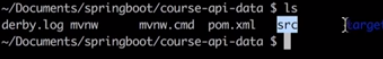 ~/Documents/springboot/course-api-data $ ls
derby.log mvnw mvnw.cmd pom.xml src target
~/Documents/springboot/course-api-data $